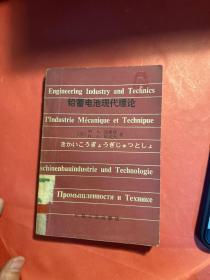 Engineering Industry and Technics
铅蓄电池现代理论
l'Industrie Mécanique et Technique
きかいこうぎょうぎじゅつとしょ
schinenbauindustrie und Technologie
Промышленности и Технике